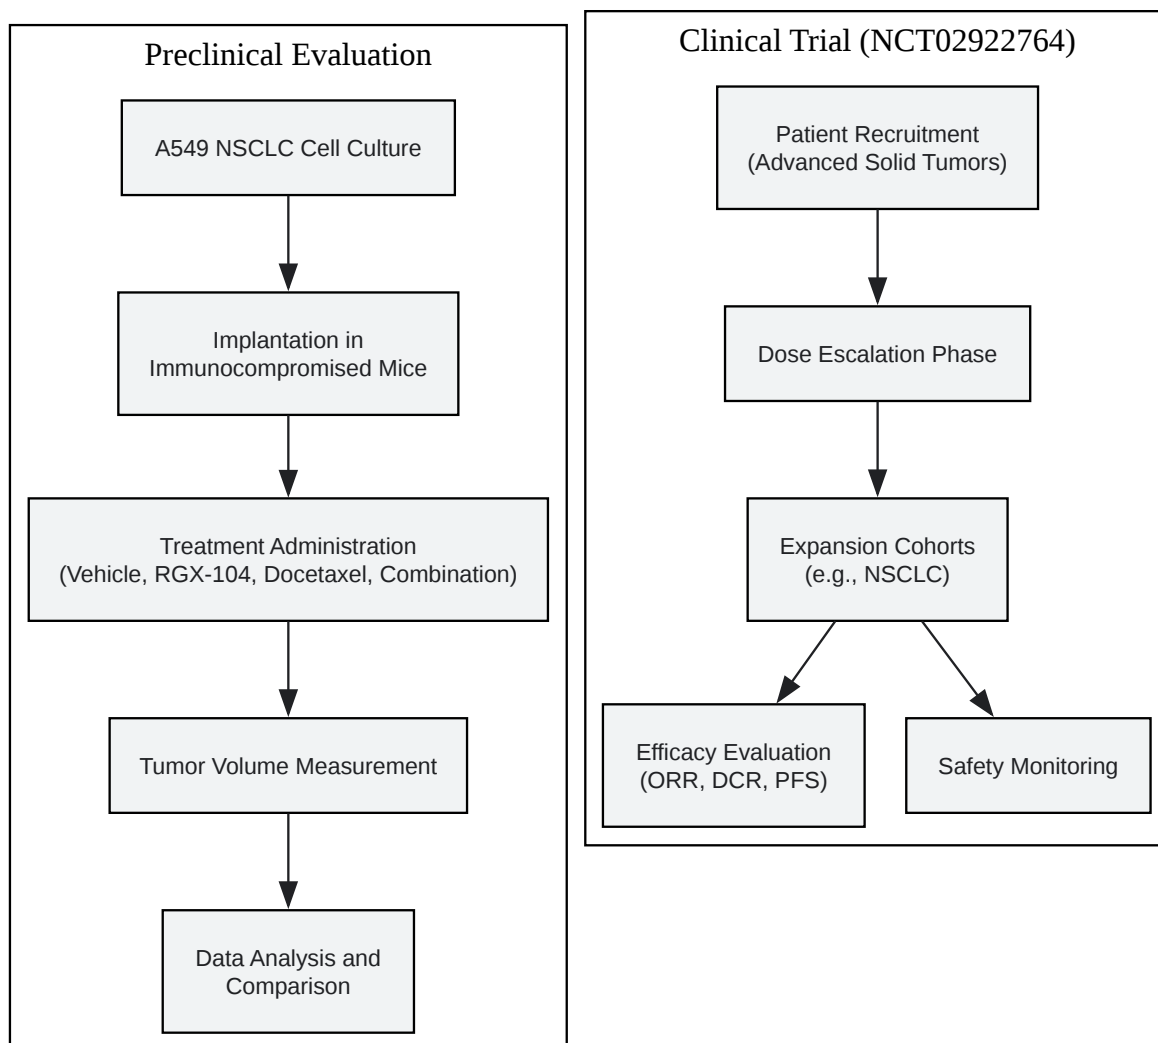 Preclinical Evaluation
A549 NSCLC Cell Culture
Implantation in
Immunocompromised Mice
Treatment Administration
(Vehicle, RGX-104, Docetaxel, Combination)
Tumor Volume Measurement
Data Analysis and
Comparison
Clinical Trial (NCT02922764)
Patient Recruitment
(Advanced Solid Tumors)
Dose Escalation Phase
Expansion Cohorts
(e.g., NSCLC)
Efficacy Evaluation
(ORR, DCR, PFS)
Safety Monitoring